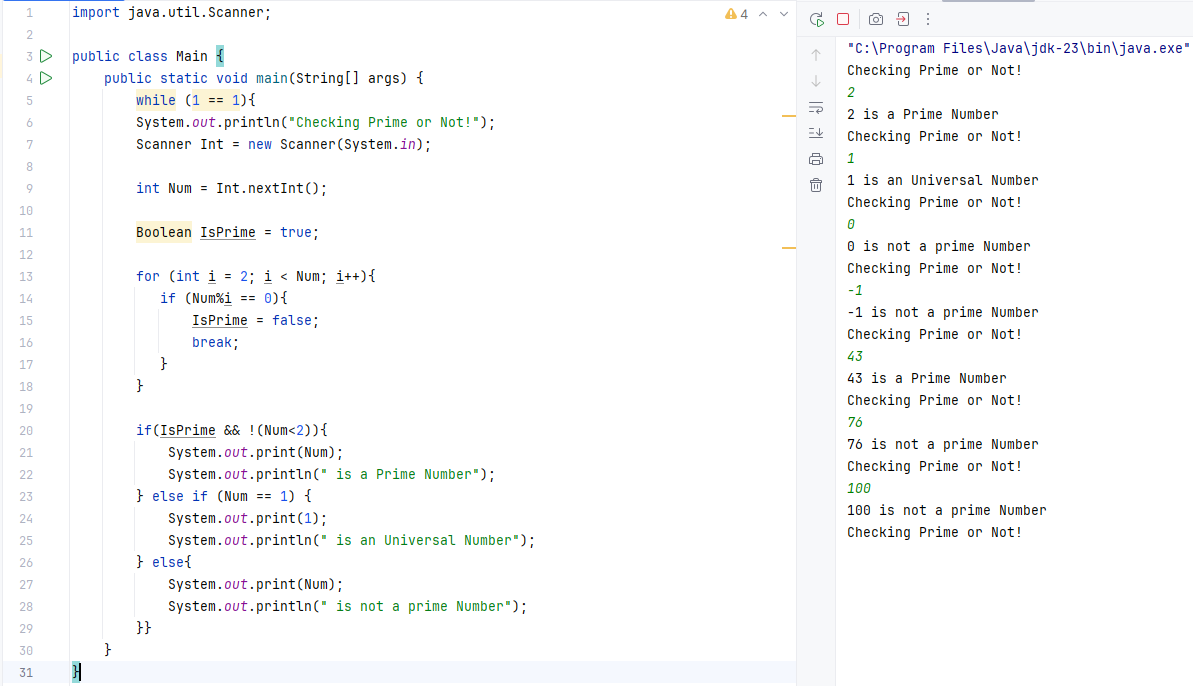 1 import java.util.Scanner;
2
3 public class Main {
4 public static void main(String[] args) {
5 while (1 == 1){
6 System.out.println("Checking Prime or Not!");
7 Scanner Int = new Scanner(System.in);
8
9 int Num = Int.nextInt();
10
11 Boolean IsPrime = true;
12
13 for (int i = 2; i < Num; i++){
14 if (Num%i == 0){
15 IsPrime = false;
16 break;
17 }
18 }
19
20 if(IsPrime && !(Num<2)){
21 System.out.print(Num);
22 System.out.println(" is a Prime Number");
23 } else if (Num == 1) {
24 System.out.print(1);
25 System.out.println(" is an Universal Number");
26 } else{
27 System.out.print(Num);
28 System.out.println(" is not a prime Number");
29 }}
30 }
31 }
4
"C:\Program Files\Java\jdk-23\bin\java.exe"
Checking Prime or Not!
2
2 is a Prime Number
Checking Prime or Not!
1
1 is an Universal Number
Checking Prime or Not!
0
0 is not a prime Number
Checking Prime or Not!
-1
-1 is not a prime Number
Checking Prime or Not!
43
43 is a Prime Number
Checking Prime or Not!
76
76 is not a prime Number
Checking Prime or Not!
100
100 is not a prime Number
Checking Prime or Not!